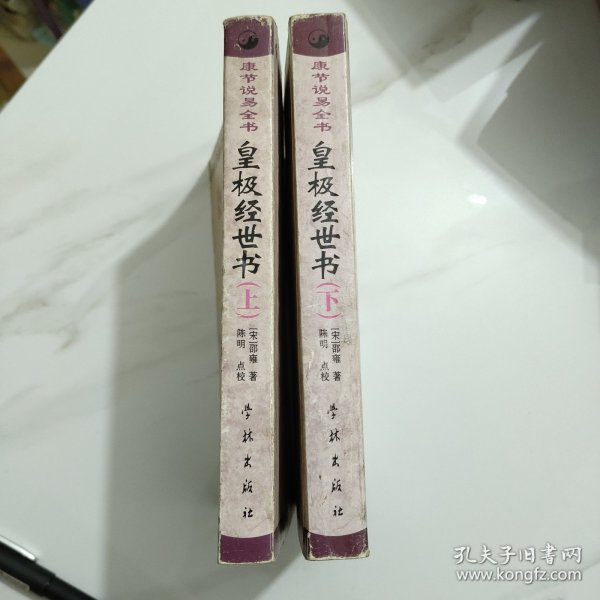 康节说易全书
皇极经世书
(上)
[宋]邵雍 著
陈明 点校
学林出版社
康节说易全书
皇极经世书
(下)
[宋]邵雍 著
陈明 点校
学林出版社
孔夫子旧书网
www.kongfz.com